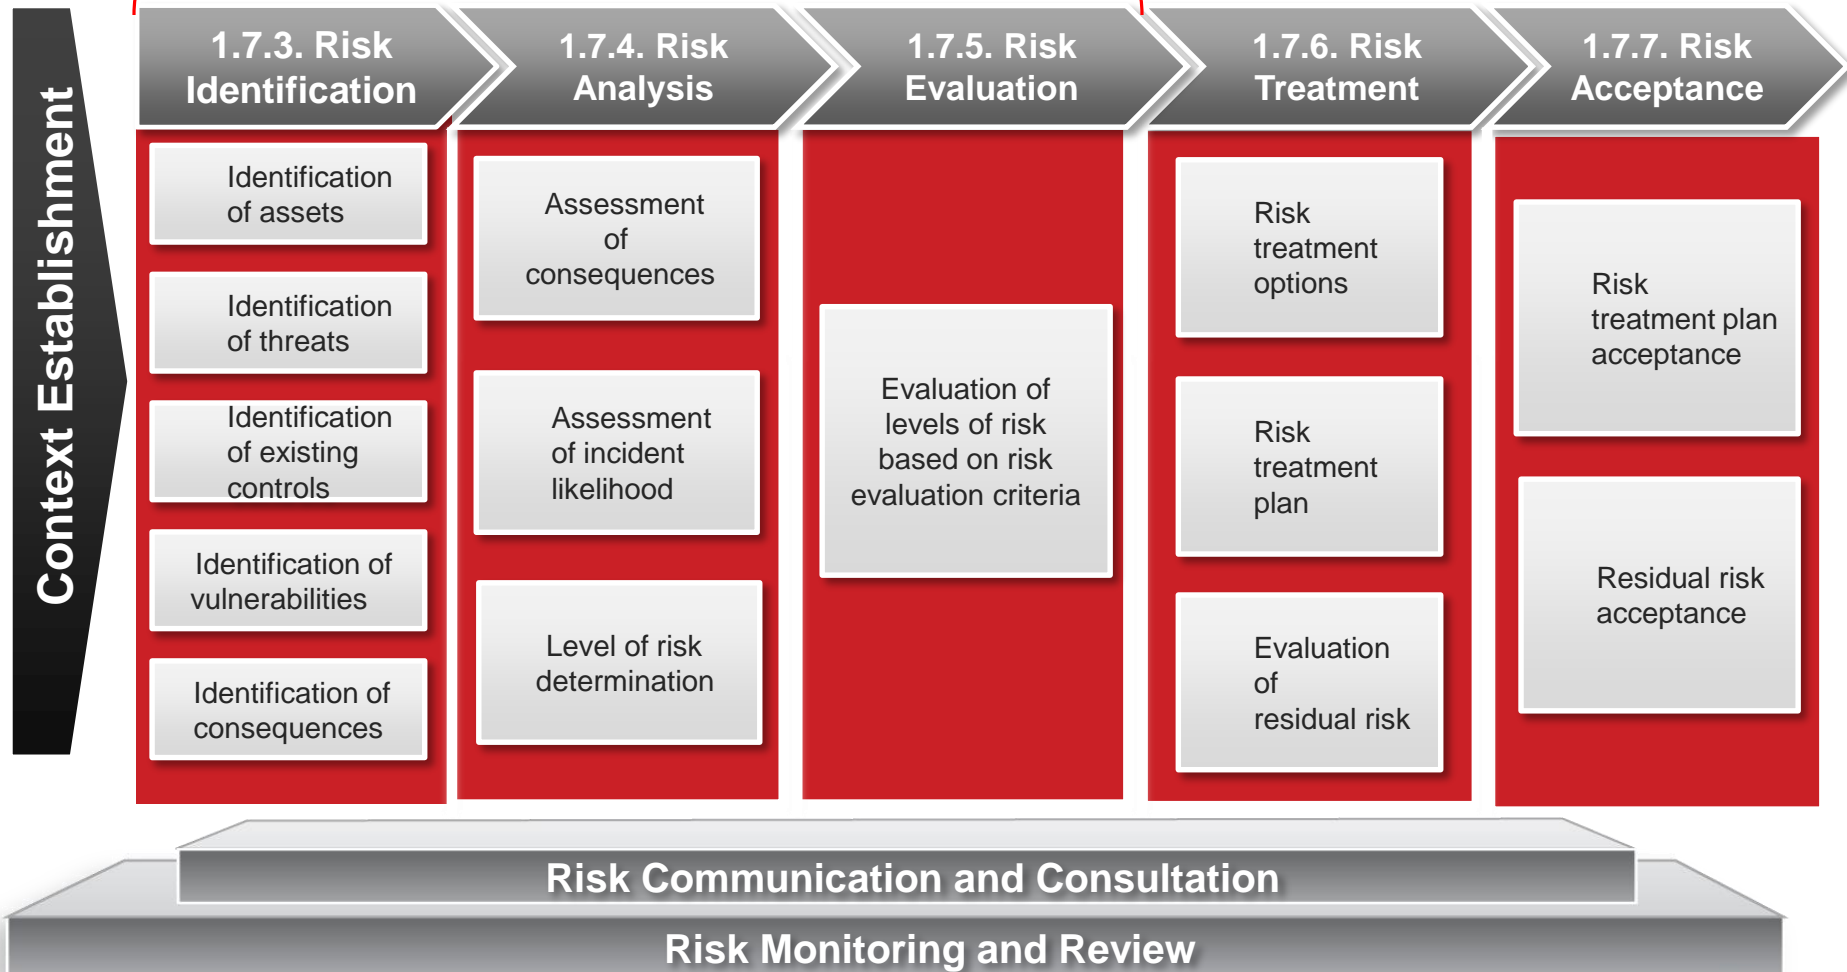 Context Establishment
1.7.3. Risk
Identification
1.7.4. Risk
Analysis
1.7.5. Risk
Evaluation
1.7.6. Risk
Treatment
1.7.7. Risk
Acceptance
Identification
of assets
Identification
of threats
Identification
of existing
controls
Identification of
vulnerabilities
Identification of
consequences
Assessment
of
consequences
Assessment
of incident
likelihood
Level of risk
determination
Evaluation of
levels of risk
based on risk
evaluation criteria
Risk
treatment
options
Risk
treatment
plan
Evaluation
of
residual risk
Risk
treatment plan
acceptance
Residual risk
acceptance
Risk Communication and Consultation
Risk Monitoring and Review